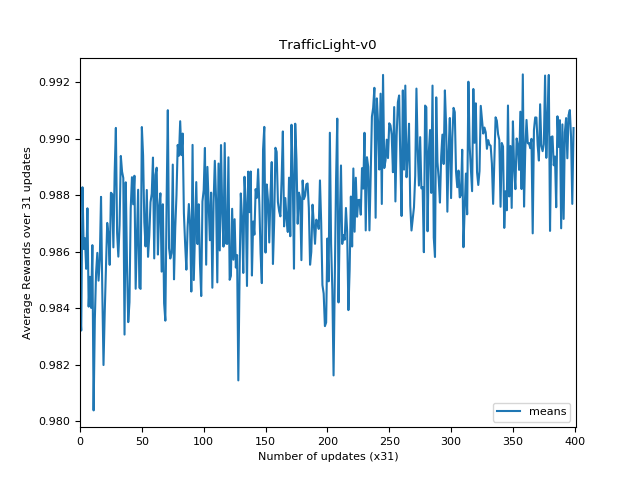 TrafficLight-v0
Average Rewards over 31 updates
0.992
0.990
0.988
0.986
0.984
0.982
0.980
0 50 100 150 200 250 300 350 400
Number of updates (x31)
means